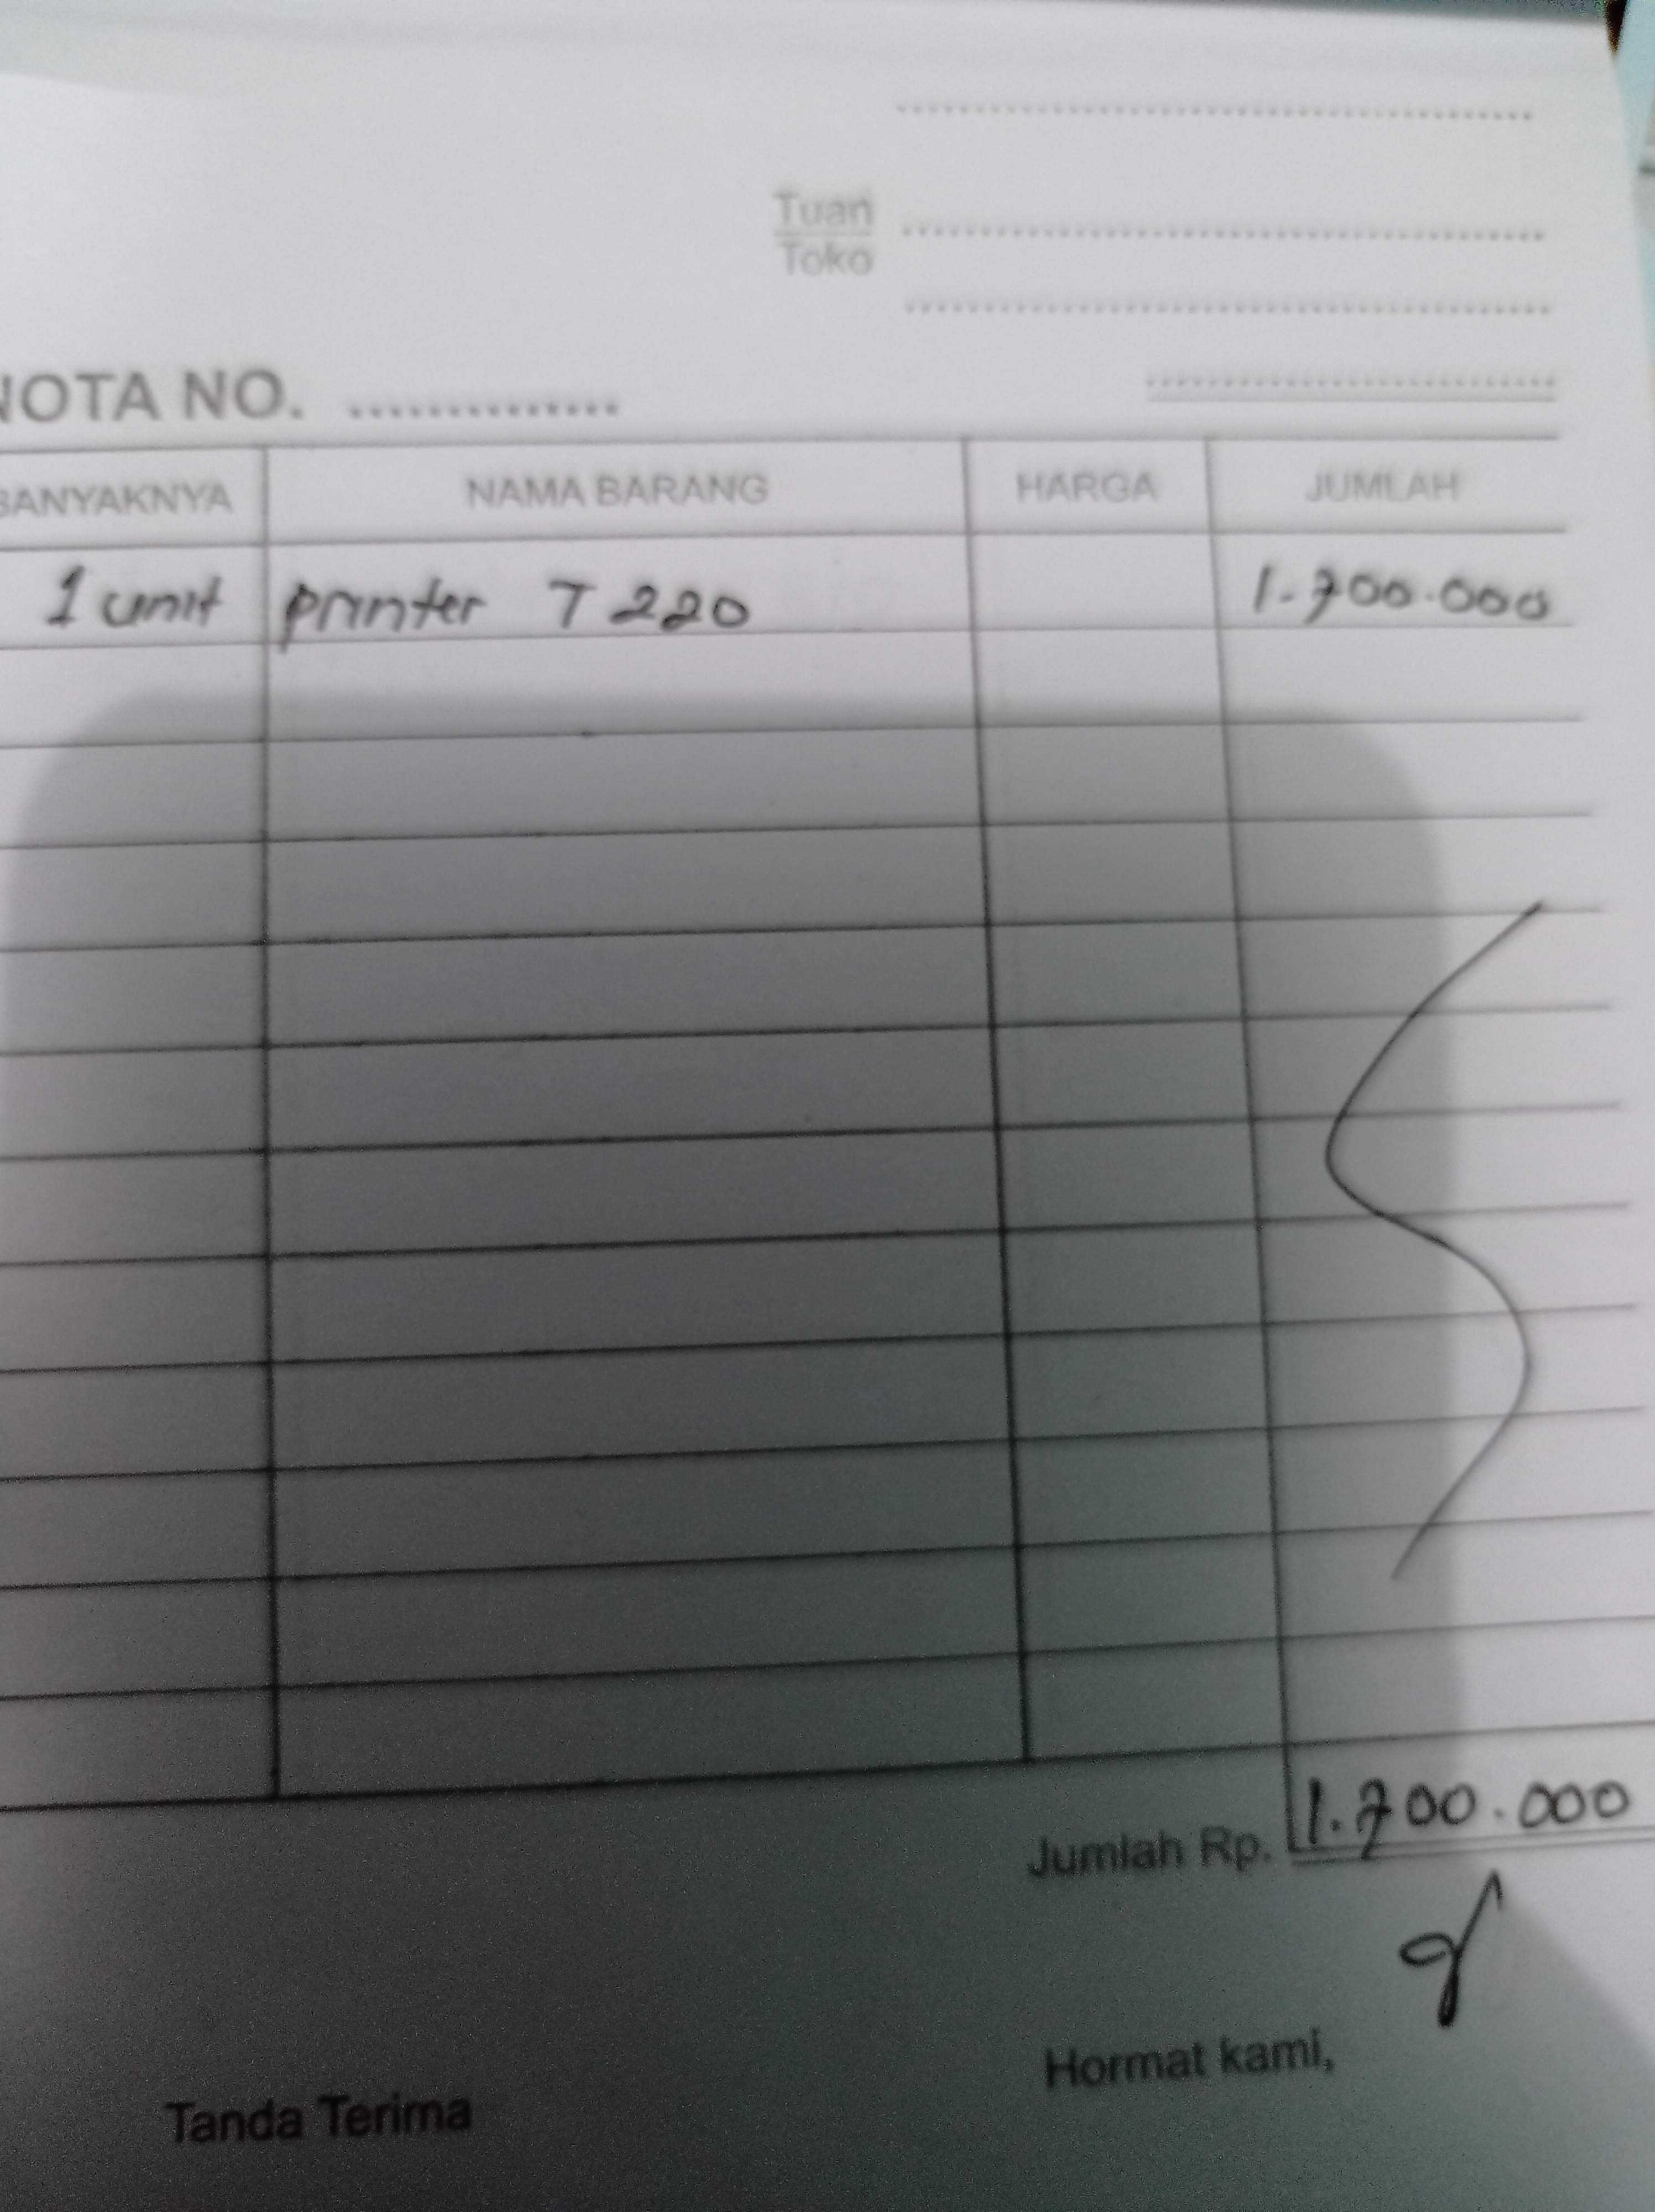 Tuan
Toko
NOTA NO. ..............
BANYAKNYA NAMA BARANG HARGA JUMLAH
1 unit printer T 220 1.700.000
Jumlah Rp. 1.700.000
Hormat kami,
Tanda Terima